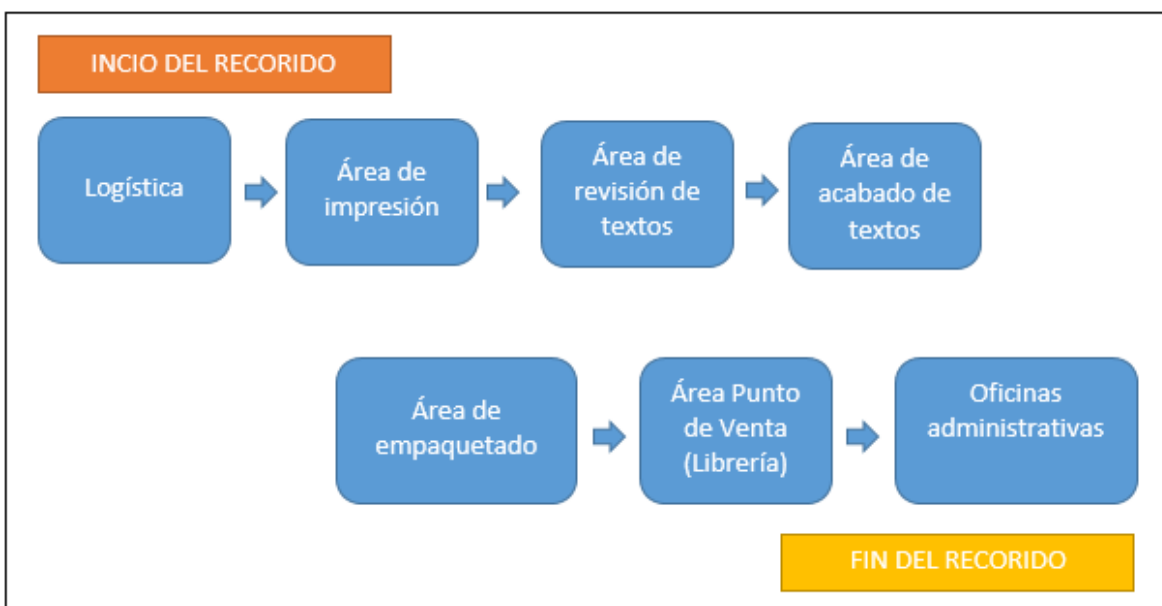 INCIO DEL RECORIDO
Logística
Área de
impresión
Área de
revisión de
textos
Área de
acabado de
textos
Área de
empaquetado
Área Punto
de Venta
(Librería)
Oficinas
administrativas
FIN DEL RECORIDO